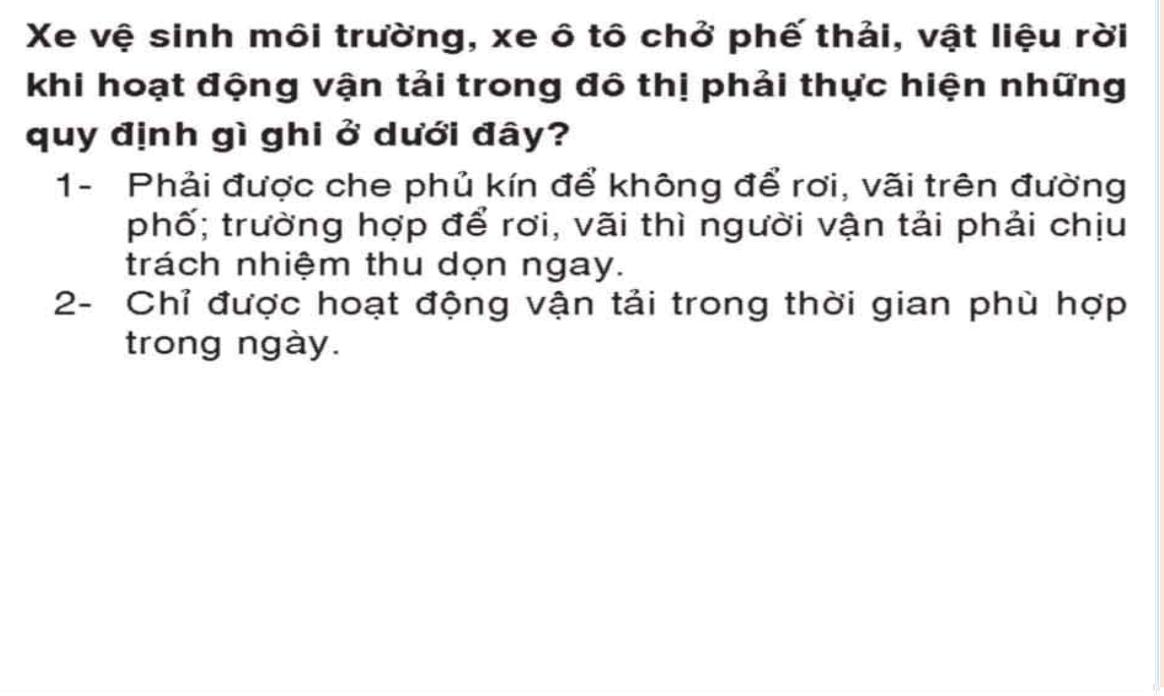 Xe vệ sinh môi trường, xe ô tô chở phế thải, vật liệu rời
khi hoạt động vận tải trong đô thị phải thực hiện những
quy định gì ghi ở dưới đây?
1- Phải được che phủ kín để không để rơi, vãi trên đường
phố; trường hợp để rơi, vãi thì người vận tải phải chịu
trách nhiệm thu dọn ngay.
2- Chỉ được hoạt động vận tải trong thời gian phù hợp
trong ngày.